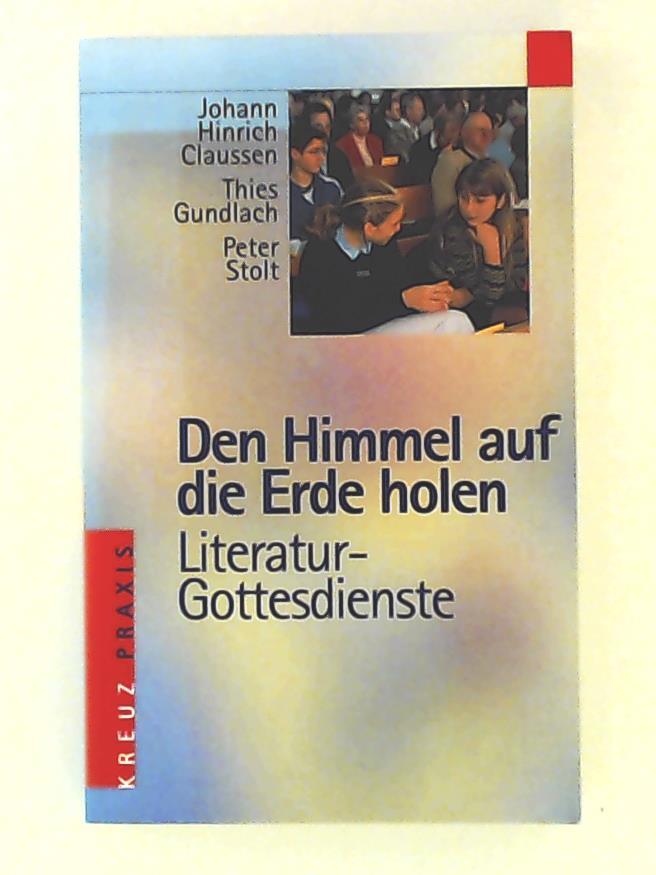 Johann
Hinrich
Claussen
Thies
Gundlach
Peter
Stolt
Den Himmel auf
die Erde holen
Literatur-
Gottesdienste
KREUZ PRAXIS